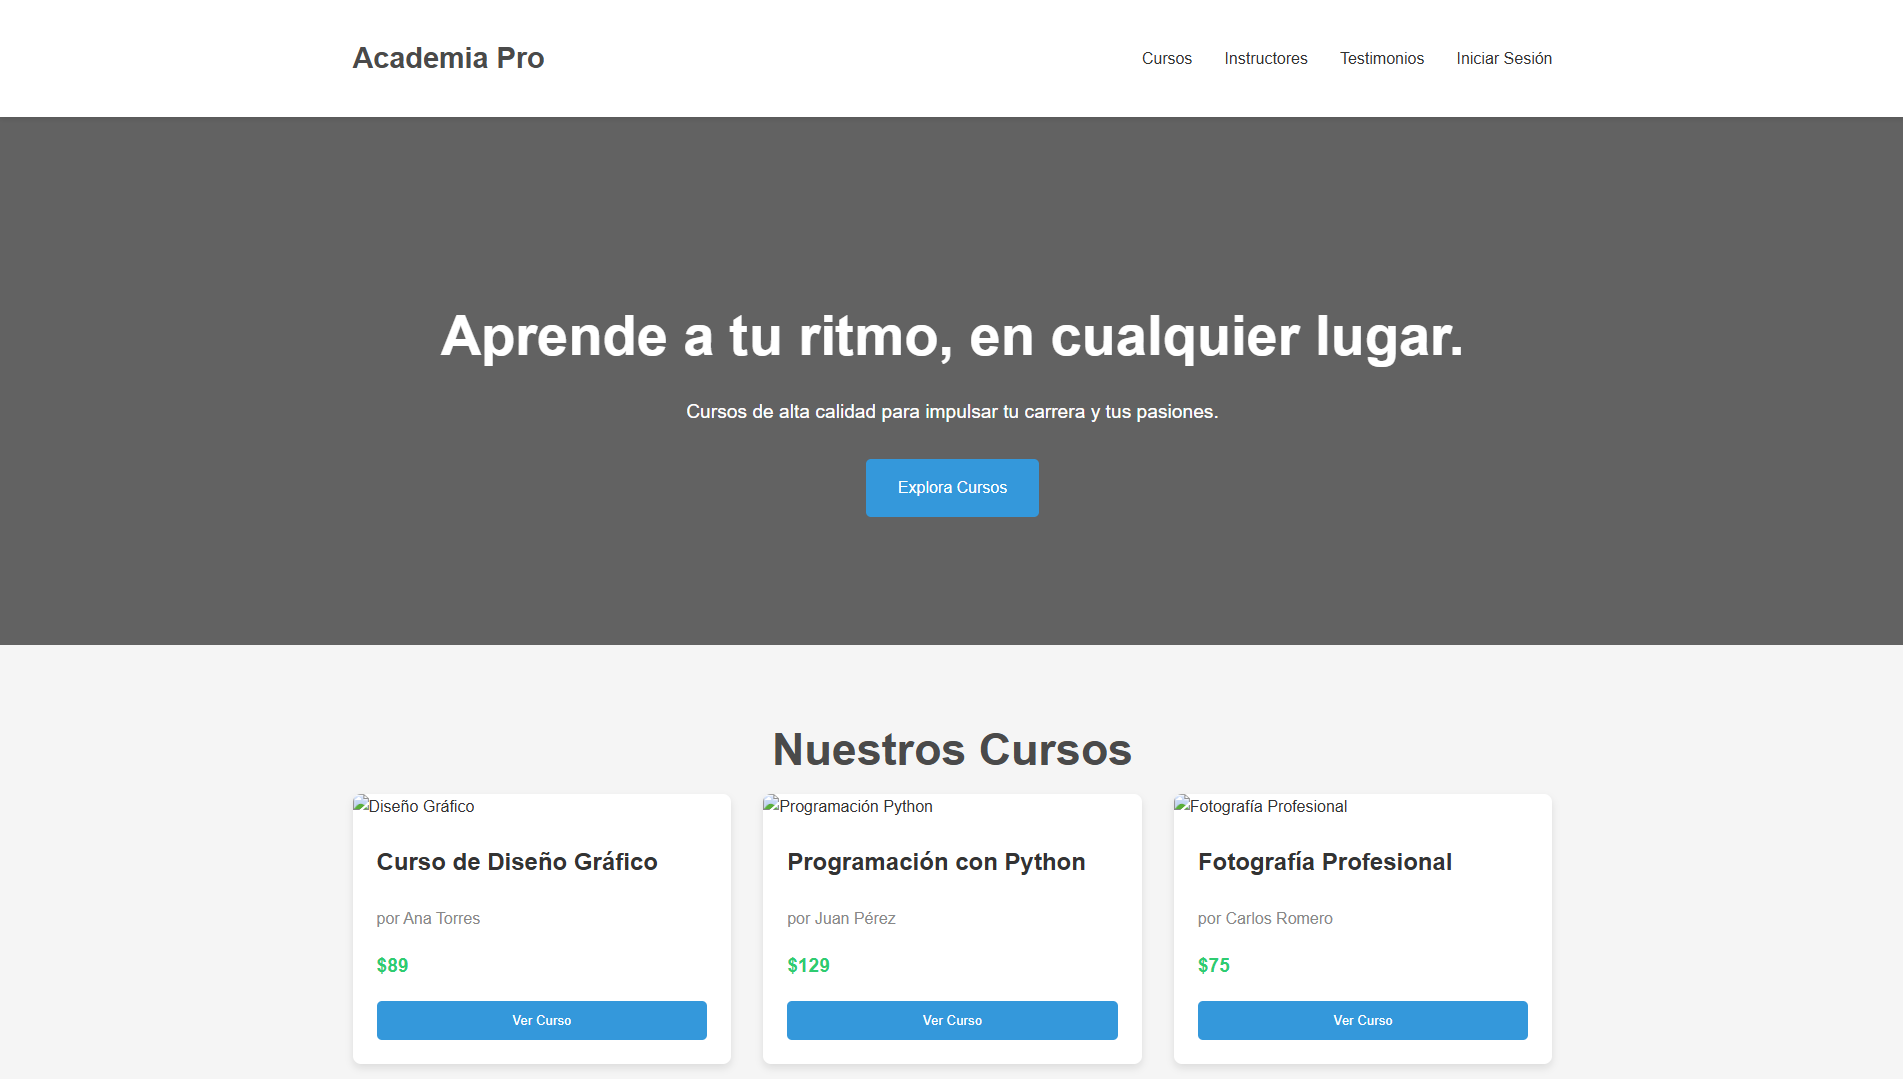 Academia Pro
Cursos
Instructores
Testimonios
Iniciar Sesión
Aprende a tu ritmo, en cualquier lugar.
Cursos de alta calidad para impulsar tu carrera y tus pasiones.
Explora Cursos
Nuestros Cursos
Diseño Gráfico
Curso de Diseño Gráfico
por Ana Torres
$89
Ver Curso
Programación Python
Programación con Python
por Juan Pérez
$129
Ver Curso
Fotografía Profesional
Fotografía Profesional
por Carlos Romero
$75
Ver Curso